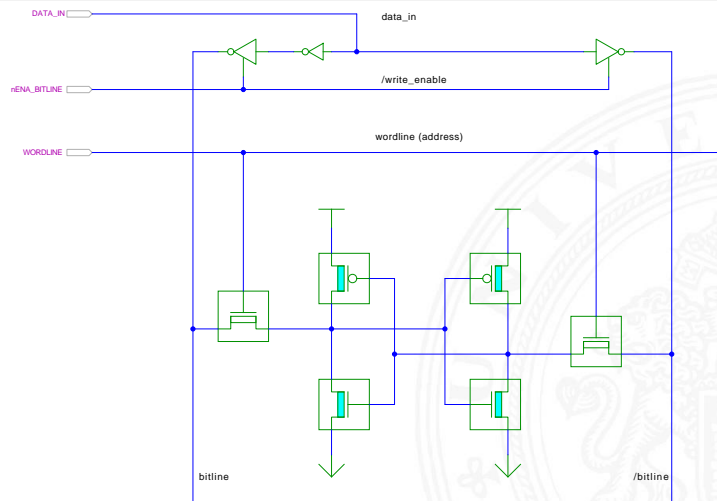 DATA_IN
data_in
nENA_BITLINE
/write_enable
wordline (address)
WORDLINE
bitline
/bitline